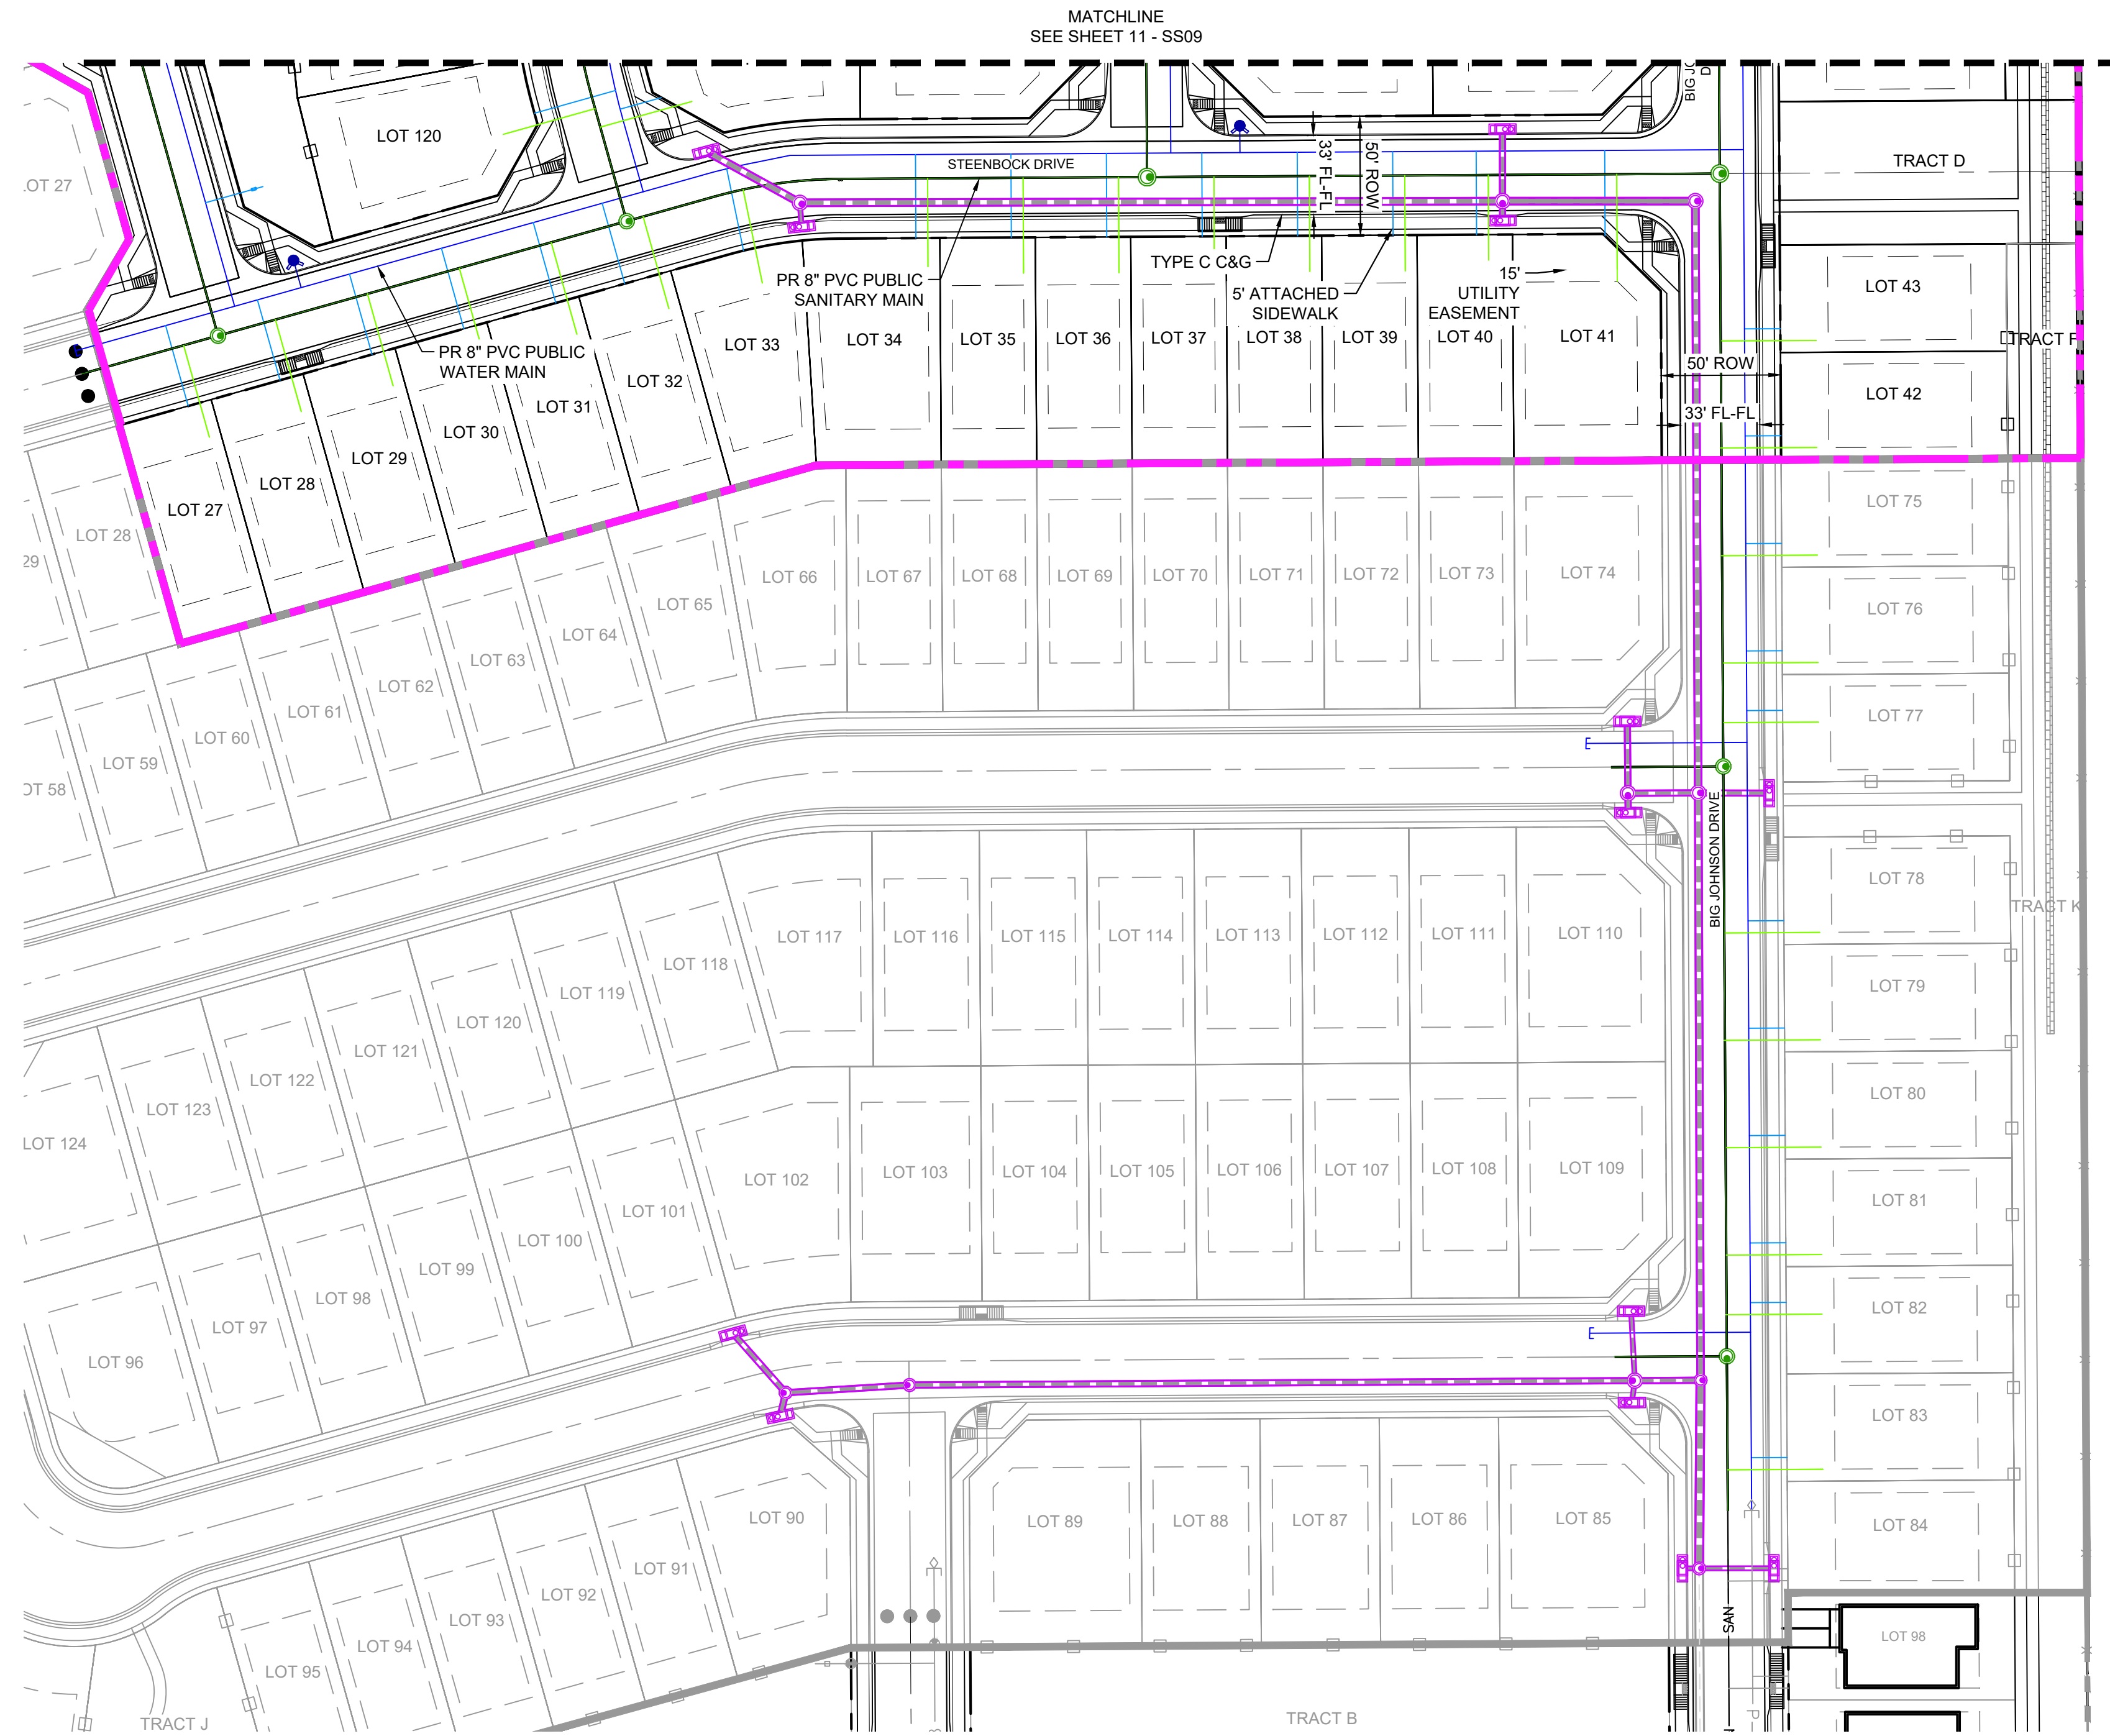 MATCHLINE
SEE SHEET 11 - SS09
BIG JO
D
LOT 120
STEENBOCK DRIVE
33' FL-FL
50' ROW
TRACT D
OT 27
PR 8" PVC PUBLIC
SANITARY MAIN
TYPE C C&G
5' ATTACHED
SIDEWALK
15'
UTILITY
EASEMENT
PR 8" PVC PUBLIC
WATER MAIN
LOT 43
TRACT F
LOT 42
50' ROW
33' FL-FL
LOT 27
LOT 28
LOT 29
LOT 30
LOT 31
LOT 32
LOT 33
LOT 34
LOT 35
LOT 36
LOT 37
LOT 38
LOT 39
LOT 40
LOT 41
29
LOT 28
OT 58
LOT 59
LOT 60
LOT 61
LOT 62
LOT 63
LOT 64
LOT 65
LOT 66
LOT 67
LOT 68
LOT 69
LOT 70
LOT 71
LOT 72
LOT 73
LOT 74
LOT 75
LOT 76
LOT 77
BIG JOHNSON DRIVE
LOT 78
TRACT K
LOT 79
LOT 80
LOT 81
LOT 82
LOT 83
LOT 84
LOT 124
LOT 123
LOT 122
LOT 121
LOT 120
LOT 119
LOT 118
LOT 117
LOT 116
LOT 115
LOT 114
LOT 113
LOT 112
LOT 111
LOT 110
LOT 96
LOT 97
LOT 98
LOT 99
LOT 100
LOT 101
LOT 102
LOT 103
LOT 104
LOT 105
LOT 106
LOT 107
LOT 108
LOT 109
LOT 95
LOT 94
LOT 93
LOT 92
LOT 91
LOT 90
LOT 89
LOT 88
LOT 87
LOT 86
LOT 85
SAN
LOT 98
TRACT J
TRACT B